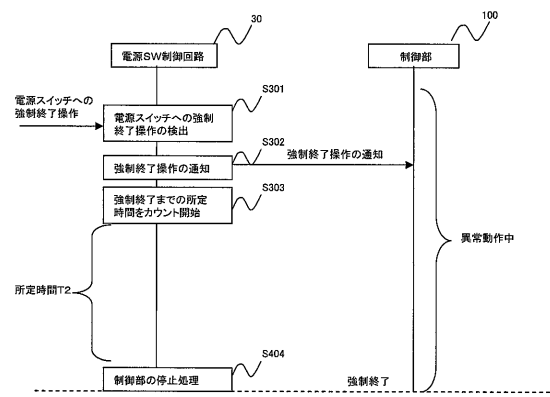 30
100
電源SW制御回路
制御部
電源スイッチへの
強制終了操作
S301
電源スイッチへの強制
終了操作の検出
S302
強制終了操作の通知
強制終了操作の通知
S303
強制終了までの所定
時間をカウント開始
異常動作中
所定時間T2
S404
制御部の停止処理
強制終了